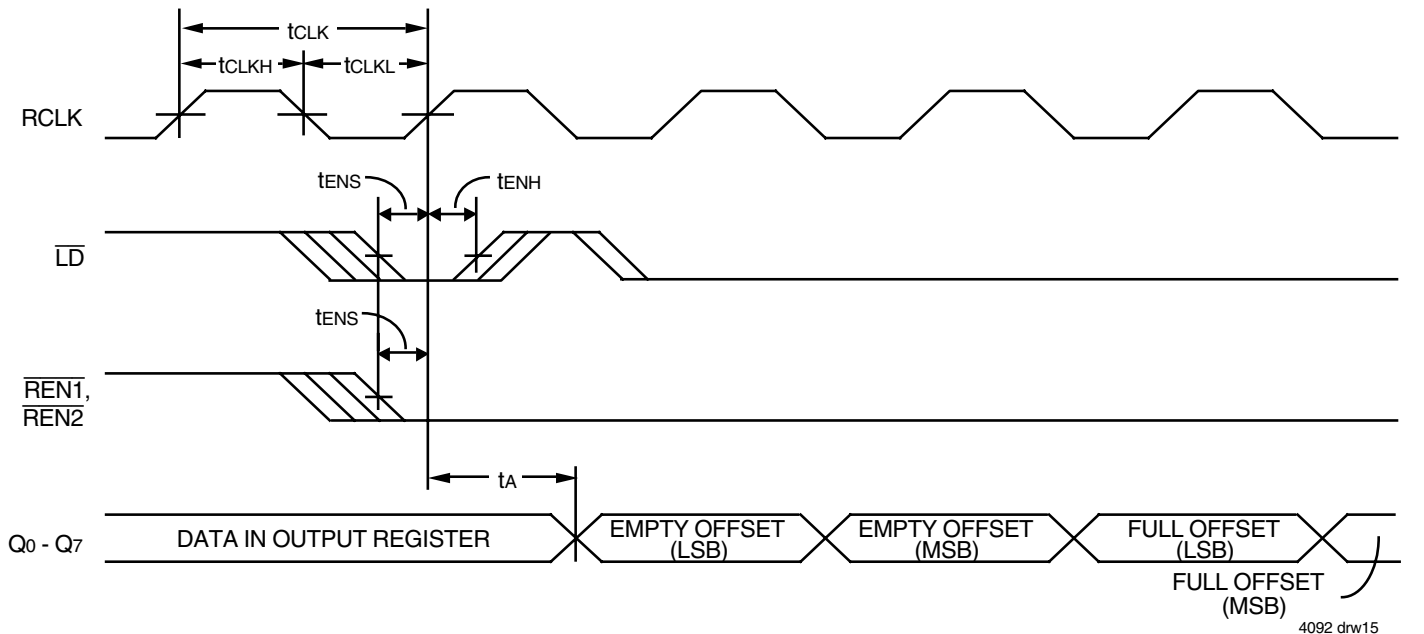 tCLK
tCLKH
tCLKL
RCLK
tENS
tENH
LD
tENS
REN1,
REN2
tA
Q0 - Q7
DATA IN OUTPUT REGISTER
EMPTY OFFSET
(LSB)
EMPTY OFFSET
(MSB)
FULL OFFSET
(LSB)
FULL OFFSET
(MSB)
4092 drw15